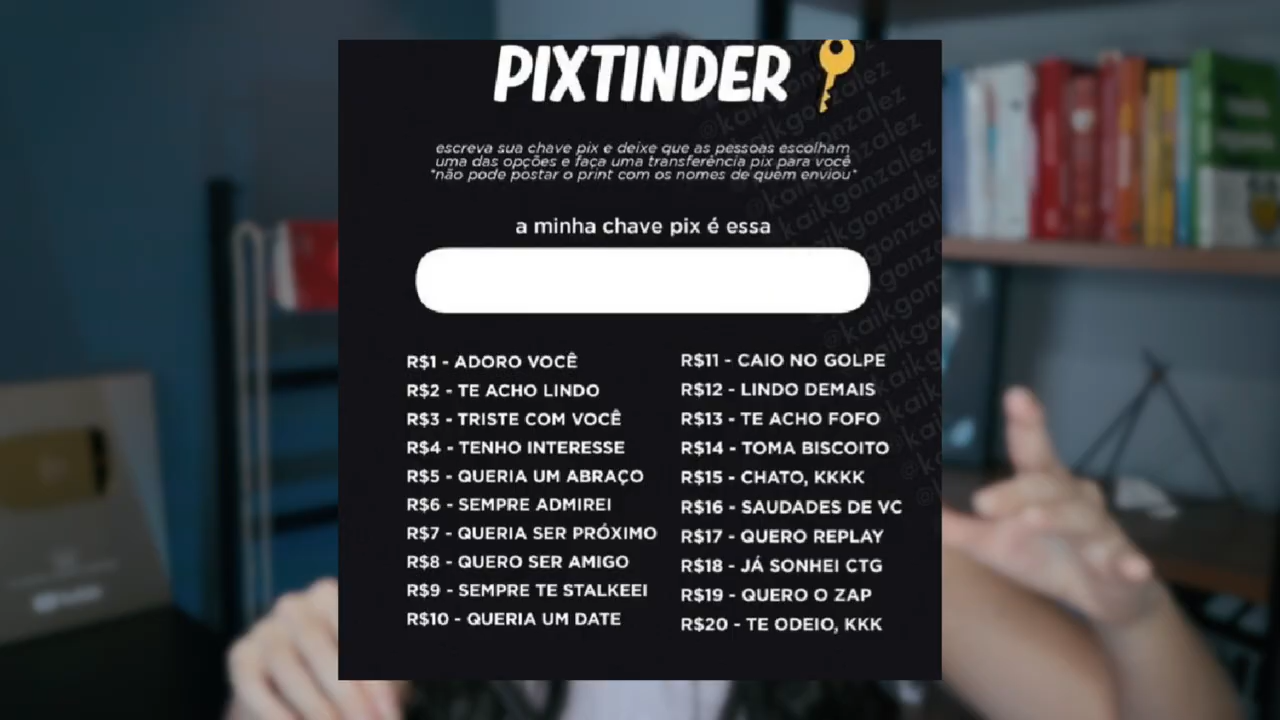 PIXTINDER
escreva sua chave pix e deixe que as pessoas escolham
uma das opções e faça uma transferência pix para você
*não pode postar o print com os nomes de quem enviou*
a minha chave pix é essa
R$1 - ADORO VOCÊ
R$2 - TE ACHO LINDO
R$3 - TRISTE COM VOCÊ
R$4 - TENHO INTERESSE
R$5 - QUERIA UM ABRAÇO
R$6 - SEMPRE ADMIREI
R$7 - QUERIA SER PRÓXIMO
R$8 - QUERO SER AMIGO
R$9 - SEMPRE TE STALKEEI
R$10 - QUERIA UM DATE
R$11 - CAIO NO GOLPE
R$12 - LINDO DEMAIS
R$13 - TE ACHO FOFO
R$14 - TOMA BISCOITO
R$15 - CHATO, KKKK
R$16 - SAUDADES DE VC
R$17 - QUERO REPLAY
R$18 - JÁ SONHEI CTG
R$19 - QUERO O ZAP
R$20 - TE ODEIO, KKK
@kaikgonzalez